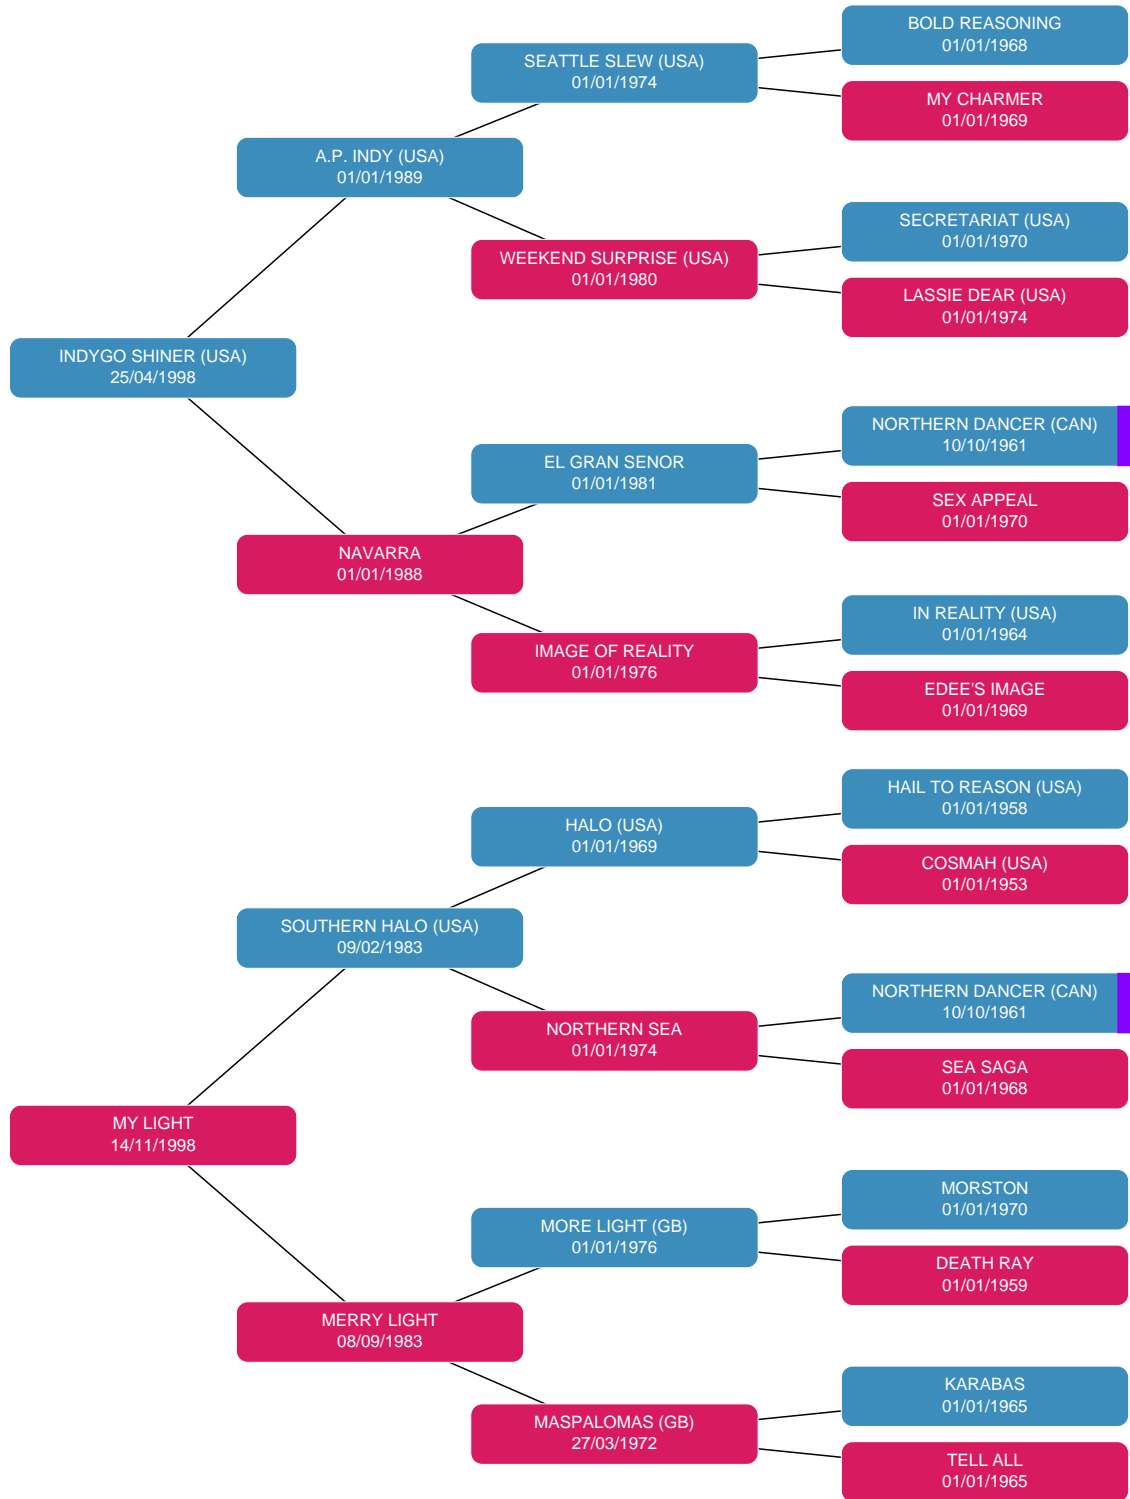 BOLD REASONING
01/01/1968
SEATTLE SLEW (USA)
01/01/1974
MY CHARMER
01/01/1969
A.P. INDY (USA)
01/01/1989
SECRETARIAT (USA)
01/01/1970
WEEKEND SURPRISE (USA)
01/01/1980
LASSIE DEAR (USA)
01/01/1974
INDYGO SHINER (USA)
25/04/1998
NORTHERN DANCER (CAN)
10/10/1961
EL GRAN SENOR
01/01/1981
SEX APPEAL
01/01/1970
NAVARRA
01/01/1988
IN REALITY (USA)
01/01/1964
IMAGE OF REALITY
01/01/1976
EDEE'S IMAGE
01/01/1969
HAIL TO REASON (USA)
01/01/1958
HALO (USA)
01/01/1969
COSMAH (USA)
01/01/1953
SOUTHERN HALO (USA)
09/02/1983
NORTHERN DANCER (CAN)
10/10/1961
NORTHERN SEA
01/01/1974
SEA SAGA
01/01/1968
MY LIGHT
14/11/1998
MORSTON
01/01/1970
MORE LIGHT (GB)
01/01/1976
DEATH RAY
01/01/1959
MERRY LIGHT
08/09/1983
KARABAS
01/01/1965
MASPALOMAS (GB)
27/03/1972
TELL ALL
01/01/1965